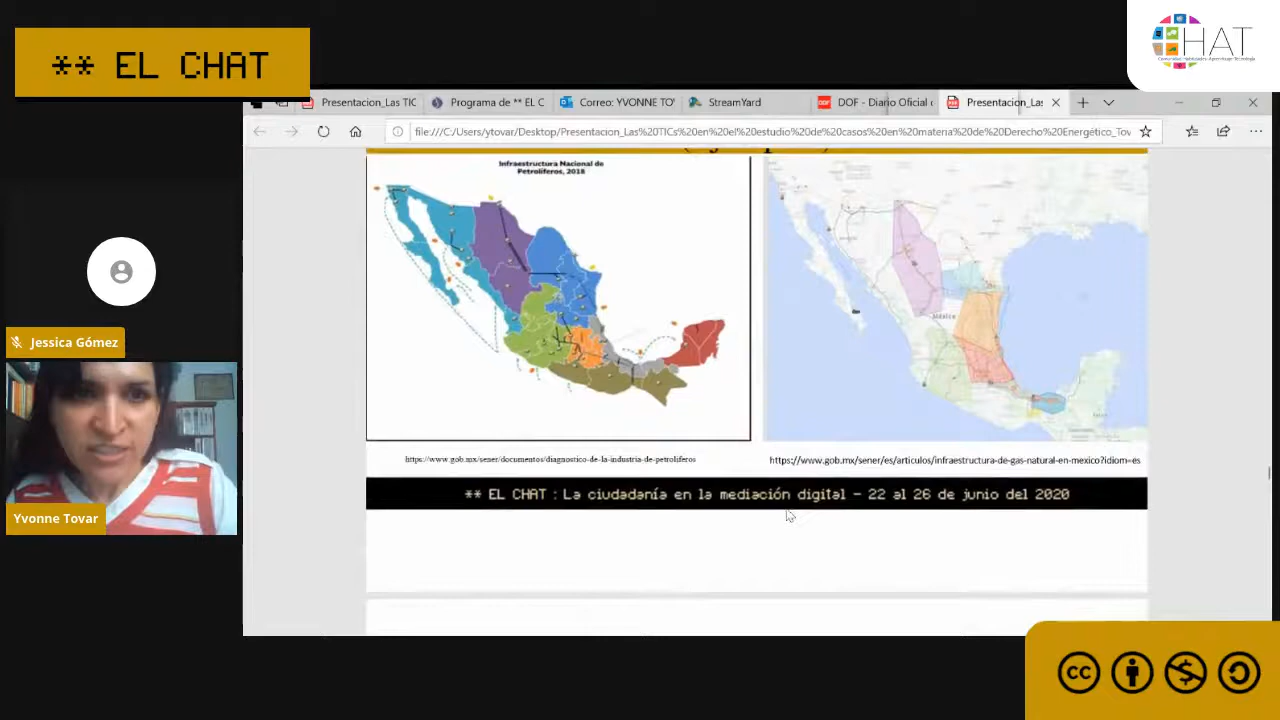 ** EL CHAT
HAT
Presentacion_Las TIC
Programa de ** EL C
Correo: YVONNE TOV
StreamYard
DOF - Diario Oficial d
Presentacion_Las
file:///C:/Users/ytovar/Desktop/Presentacion_Las%20TICs%20en%20el%20estudio%20de%20casos%20en%20materia%20de%20Derecho%20Energético_Tov
Infraestructura Nacional de
Petrolíferos, 2018
México
https://www.gob.mx/sener/documentos/diagnostico-de-la-industria-de-petroliferos
https://www.gob.mx/sener/es/articulos/infraestructura-de-gas-natural-en-mexico?idiom=es
** EL CHAT : La ciudadanía en la mediación digital - 22 al 26 de junio del 2020
Jessica Gómez
Yvonne Tovar
cc